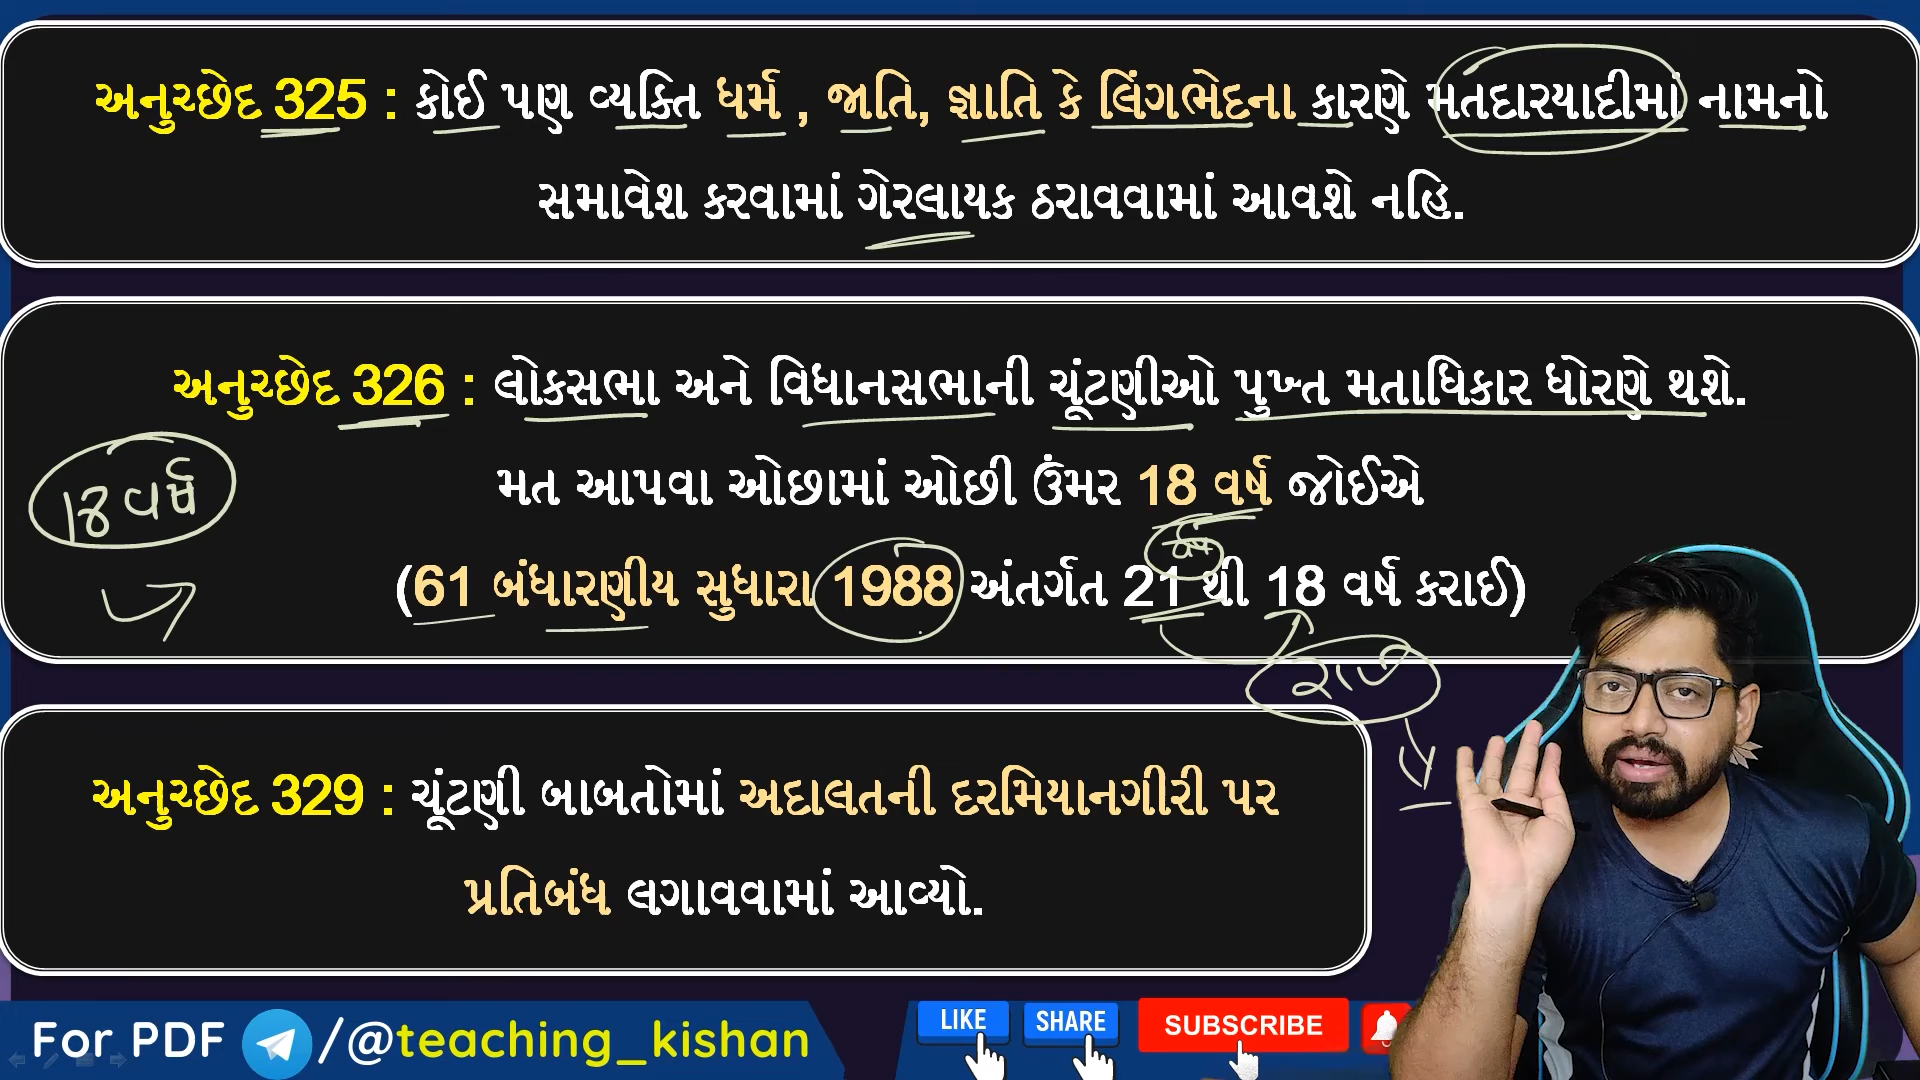 અનુચ્છેદ 325 : કોઈ પણ વ્યક્તિ ધર્મ , જાતિ, જ્ઞાતિ કે લિંગભેદના કારણે મતદારયાદીમાં નામનો
સમાવેશ કરવામાં ગેરલાયક ઠરાવવામાં આવશે નહિ.
અનુચ્છેદ 326 : લોકસભા અને વિધાનસભાની ચૂંટણીઓ પુખ્ત મતાધિકાર ધોરણે થશે.
18 વર્ષ
મત આપવા ઓછામાં ઓછી ઉંમર 18 વર્ષ જોઈએ
વર્ષ
(61 બંધારણીય સુધારા 1988 અંતર્ગત 21 થી 18 વર્ષ કરાઈ)
અનુચ્છેદ 329 : ચૂંટણી બાબતોમાં અદાલતની દરમિયાનગીરી પર
પ્રતિબંધ લગાવવામાં આવ્યો.
For PDF /@teaching_kishan
LIKE SHARE SUBSCRIBE